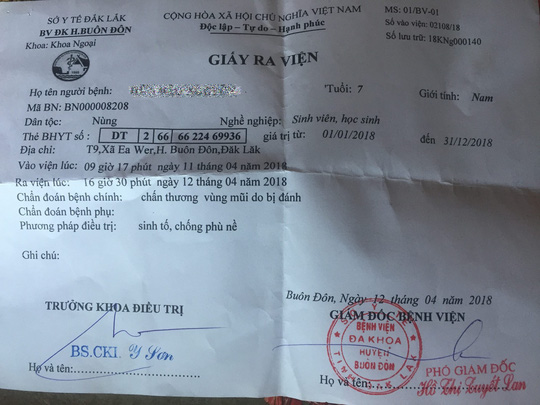 SỞ Y TẾ ĐẮK LẮK
BV ĐK H.BUÔN ĐÔN
Khoa: Khoa Ngoại
CỘNG HÒA XÃ HỘI CHỦ NGHĨA VIỆT NAM
Độc lập - Tự do - Hạnh phúc
MS: 01/BV-01
Số vào viện: 02108/18
Số lưu trữ: 18KNg000140
GIẤY RA VIỆN
Họ tên người bệnh: Tuổi: 7 Giới tính: Nam
Mã BN: BN000008208
Dân tộc: Nùng Nghề nghiệp: Sinh viên, học sinh
Thẻ BHYT số: DT 2 66 66 224 69936 giá trị từ: 01/01/2018 đến 31/12/2018
Địa chỉ: T9,Xã Ea Wer,H. Buôn Đôn,Đăk Lăk
Vào viện lúc: 09 giờ 17 phút ngày 11 tháng 04 năm 2018
Ra viện lúc: 16 giờ 30 phút ngày 12 tháng 04 năm 2018
Chẩn đoán bệnh chính: chấn thương vùng mũi do bị đánh
Chẩn đoán bệnh phụ:
Phương pháp điều trị: sinh tố, chống phù nề
Ghi chú:
Buôn Đôn, Ngày 12 tháng 04 năm 2018
TRƯỞNG KHOA ĐIỀU TRỊ
GIÁM ĐỐC BỆNH VIỆN
BỆNH VIỆN
ĐA KHOA
HUYỆN
BUÔN ĐÔN
BS.CKI. Y Sơn
PHÓ GIÁM ĐỐC
Họ và tên:
Họ và tên:
Hồ Thị Tuyết Lan